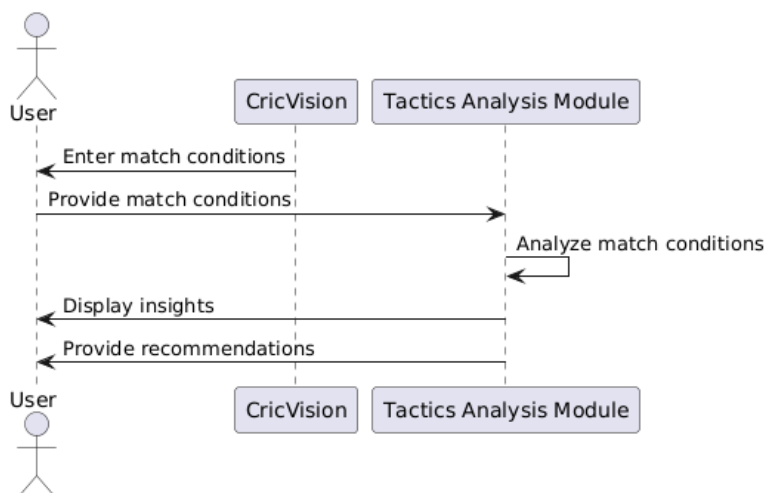 User
CricVision
Tactics Analysis Module
Enter match conditions
Provide match conditions
Analyze match conditions
Display insights
Provide recommendations
User
CricVision
Tactics Analysis Module